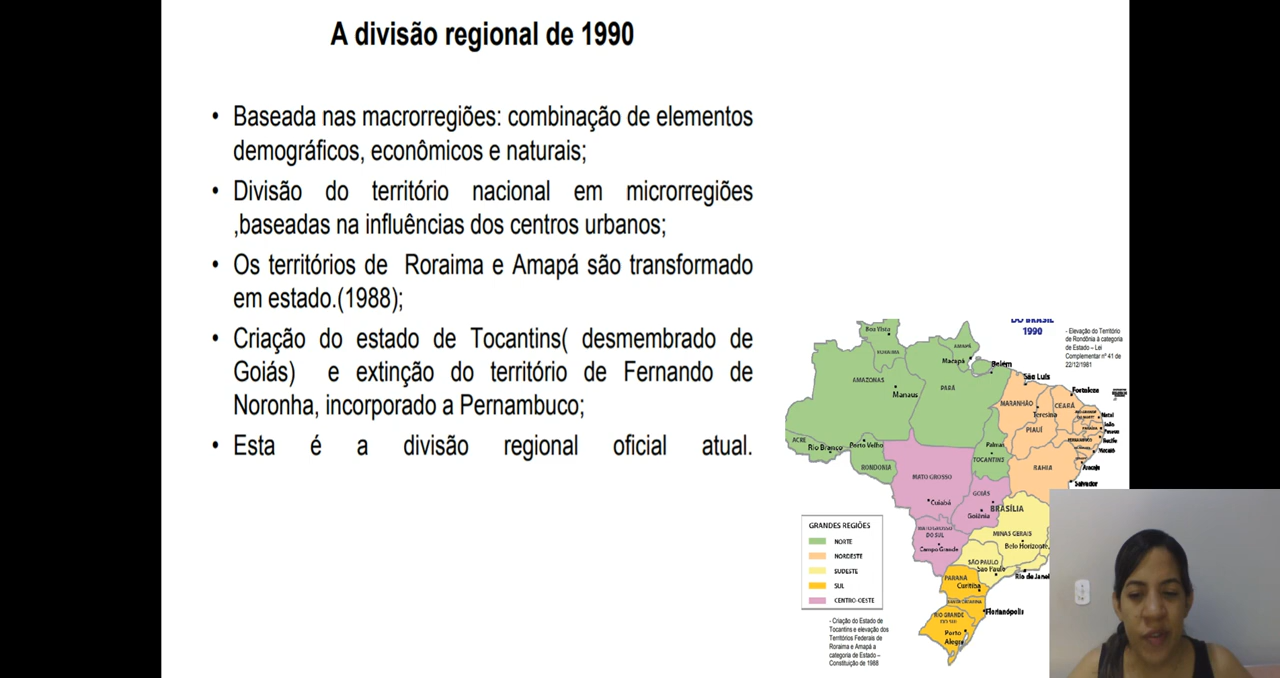 A divisão regional de 1990
• Baseada nas macrorregiões: combinação de elementos
demográficos, econômicos e naturais;
• Divisão do território nacional em microrregiões
,baseadas na influências dos centros urbanos;
• Os territórios de Roraima e Amapá são transformado
em estado.(1988);
• Criação do estado de Tocantins( desmembrado de
Goiás) e extinção do território de Fernando de
Noronha, incorporado a Pernambuco;
• Esta é a divisão regional oficial atual.
DO BRASIL
1990
- Elevação do Território
de Rondônia à categoria
de Estado – Lei
Complementar nº 41 de
22/12/1981
Boa Vista
RORAIMA
AMAPÁ
Macapá
Belém
São Luís
Fortaleza
AMAZONAS
Manaus
PARÁ
MARANHÃO
CEARÁ
Teresina
Natal
PIAUÍ
João
Pessoa
Recife
Maceió
ACRE
Rio Branco
Porto Velho
Palmas
TOCANTINS
Aracaju
RONDÔNIA
MATO GROSSO
BAHIA
Salvador
Cuiabá
GOIÁS
Goiânia
BRASÍLIA
MATO GROSSO
DO SUL
Campo Grande
MINAS GERAIS
Belo Horizonte
SÃO PAULO
São Paulo
Rio de Janei
PARANÁ
Curitiba
SANTA CATARINA
Florianópolis
RIO GRANDE
DO SUL
Porto
Alegre
GRANDES REGIÕES
NORTE
NORDESTE
SUDESTE
SUL
CENTRO-OESTE
- Criação do Estado de
Tocantins e elevação dos
Territórios Federais de
Roraima e Amapá a
categoria de Estado –
Constituição de 1988